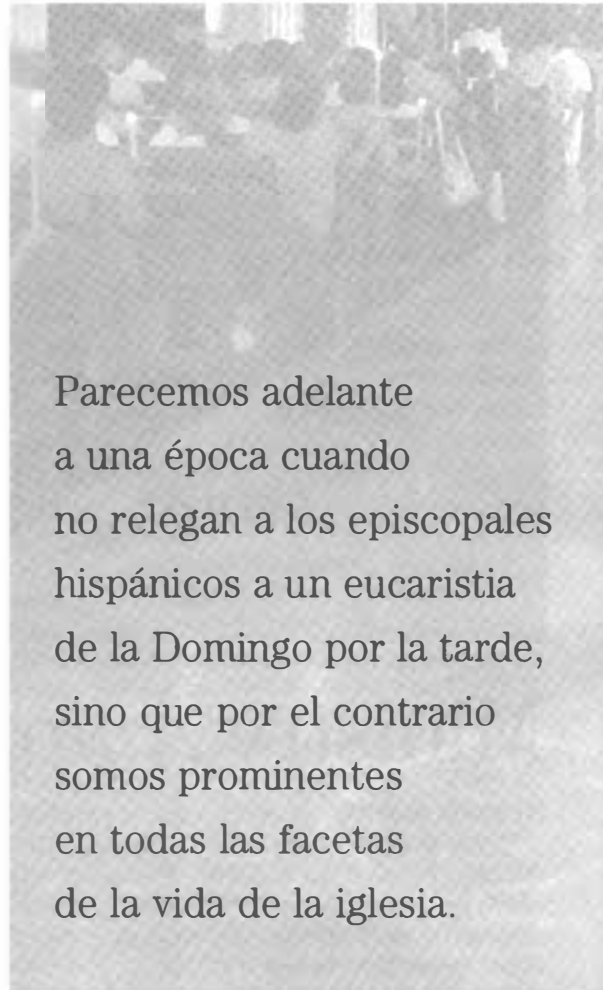 Parecemos adelante
a una época cuando
no relegan a los episcopales
hispánicos a un eucaristia
de la Domingo por la tarde,
sino que por el contrario
somos prominentes
en todas las facetas
de la vida de la iglesia.